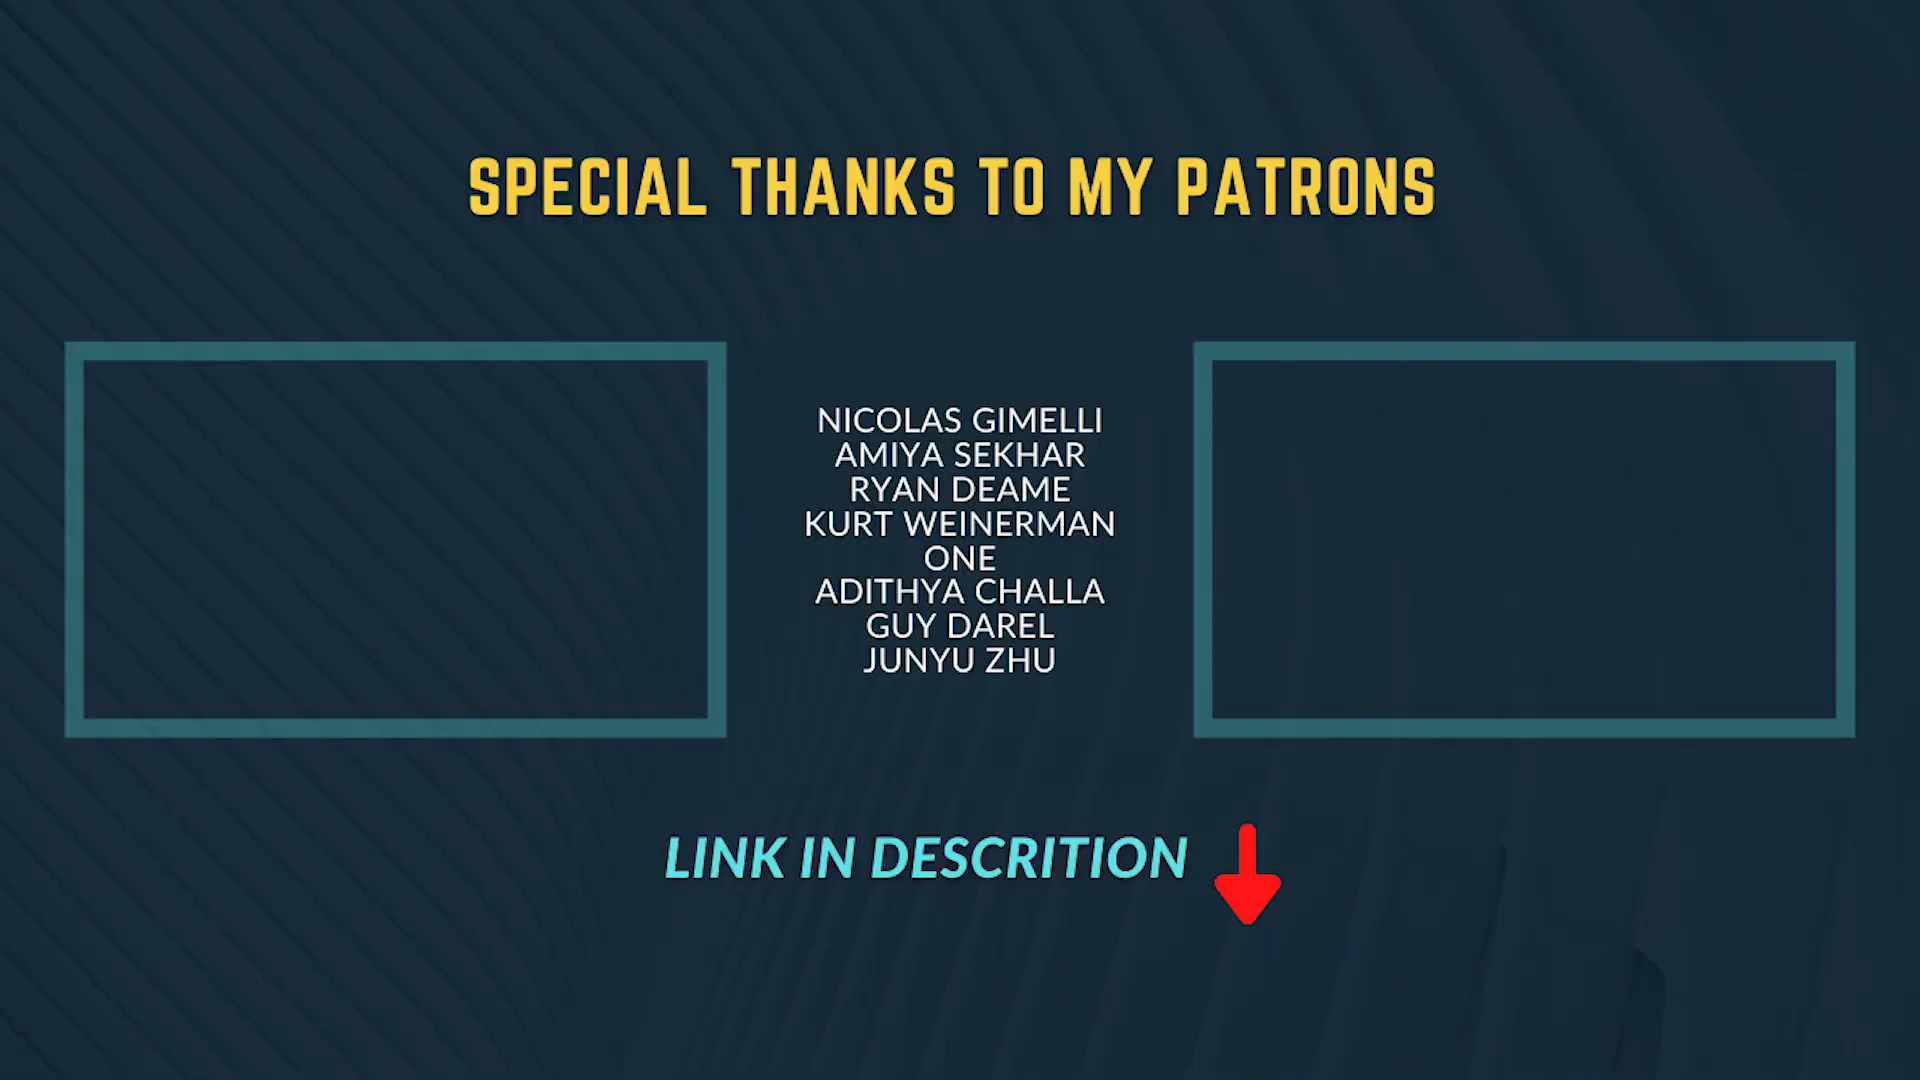 SPECIAL THANKS TO MY PATRONS
NICOLAS GIMELLI
AMIYA SEKHAR
RYAN DEAME
KURT WEINERMAN
ONE
ADITHYA CHALLA
GUY DAREL
JUNYU ZHU
LINK IN DESCRITION